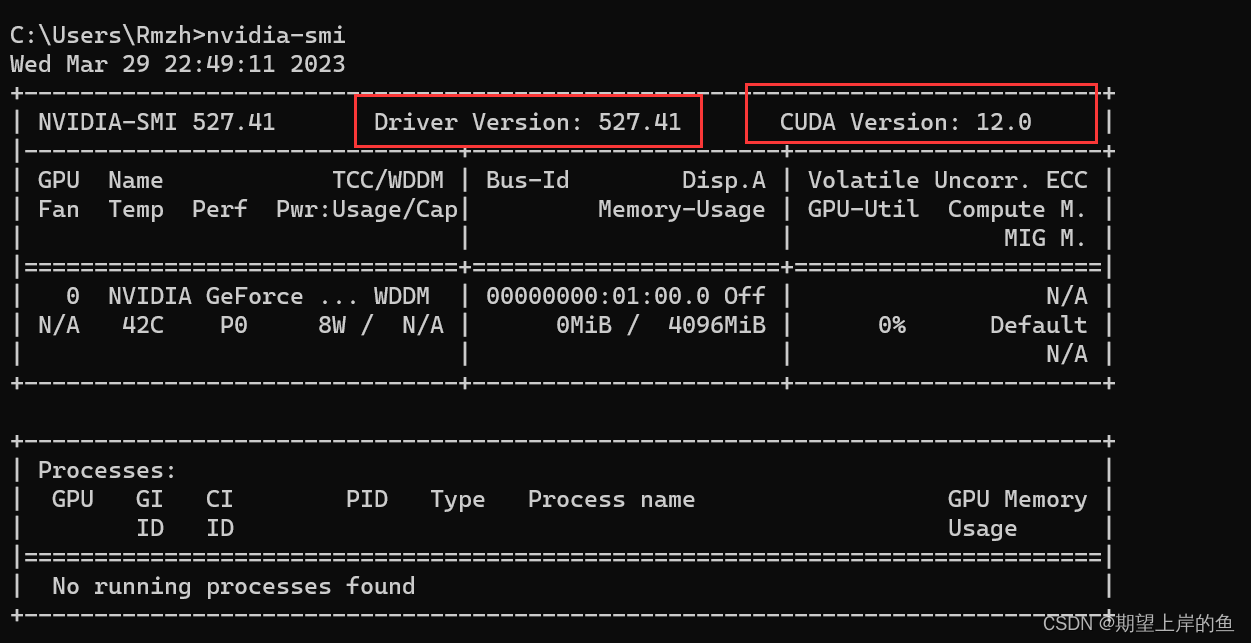 C:\Users\Rmzh>nvidia-smi
Wed Mar 29 22:49:11 2023
NVIDIA-SMI 527.41 Driver Version: 527.41 CUDA Version: 12.0
GPU Name TCC/WDDM | Bus-Id Disp.A | Volatile Uncorr. ECC
Fan Temp Perf Pwr:Usage/Cap| Memory-Usage | GPU-Util Compute M.
MIG M.
0 NVIDIA GeForce ... WDDM | 00000000:01:00.0 Off | N/A
N/A 42C P0 8W / N/A | 0MiB / 4096MiB | 0% Default
N/A
Processes:
GPU GI CI PID Type Process name GPU Memory
ID ID Usage
No running processes found
CSDN @期望上岸的鱼